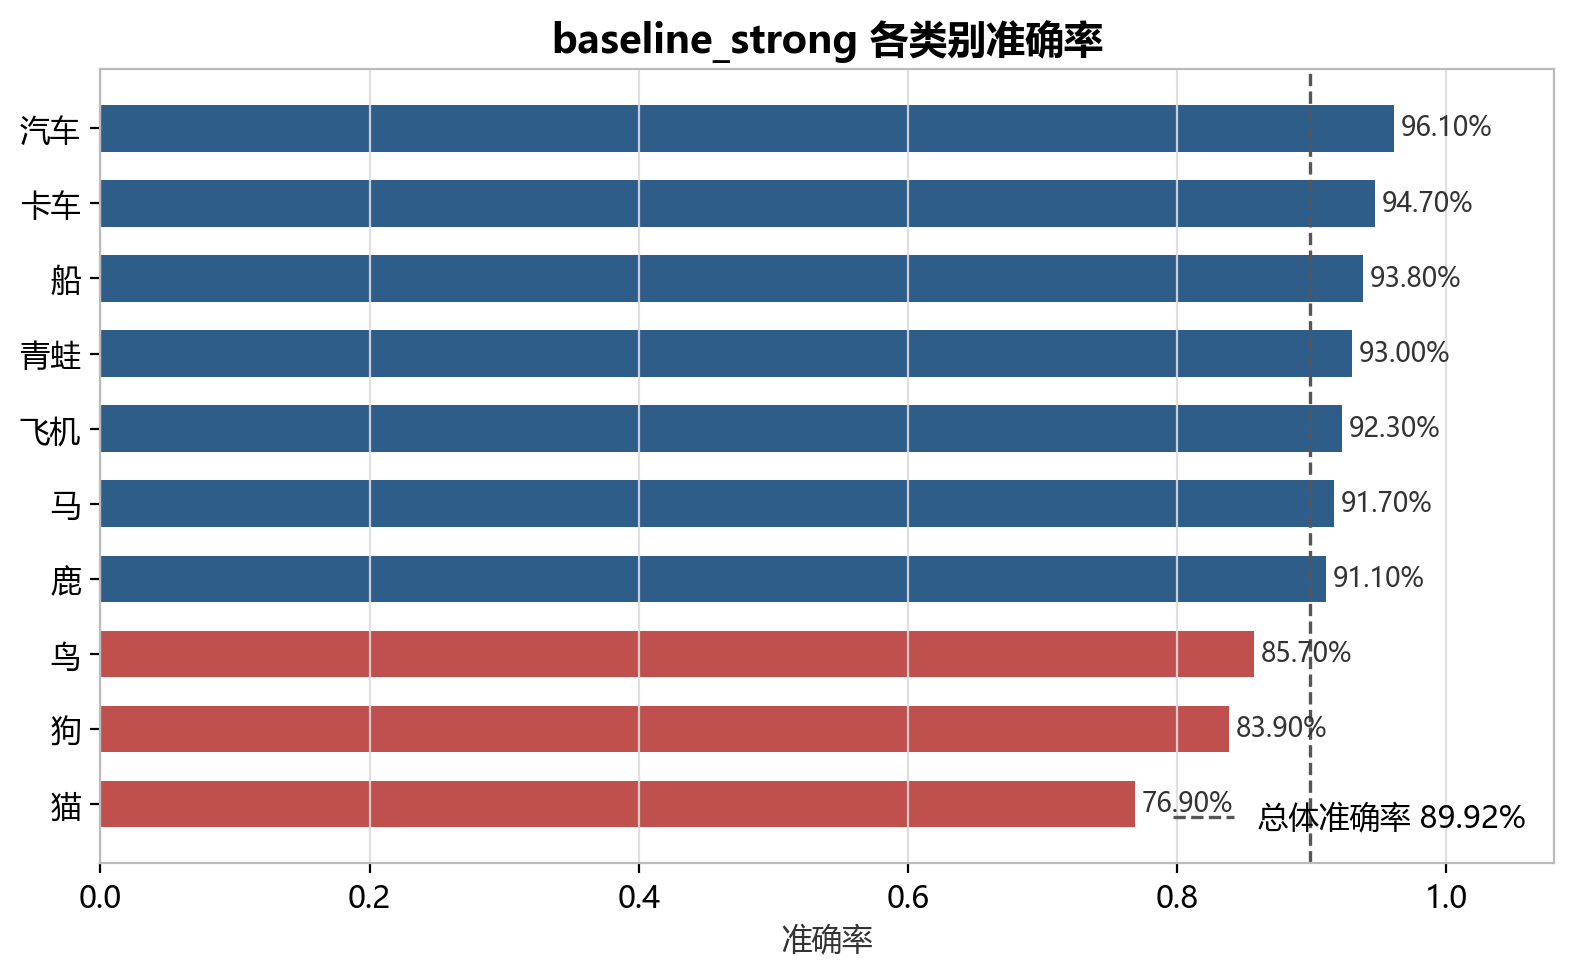 baseline_strong 各类别准确率
汽车 96.10%
卡车 94.70%
船 93.80%
青蛙 93.00%
飞机 92.30%
马 91.70%
鹿 91.10%
鸟 85.70%
狗 83.90%
猫 76.90%
总体准确率 89.92%
0.0 0.2 0.4 0.6 0.8 1.0
准确率